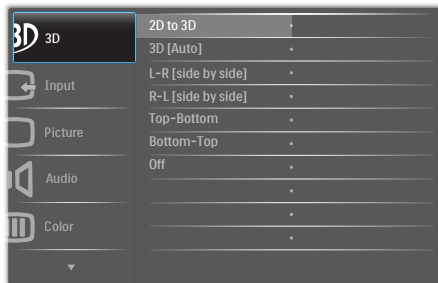 3D 3D
Input
Picture
Audio
Color
2D to 3D
3D [Auto]
L-R [side by side]
R-L [side by side]
Top-Bottom
Bottom-Top
Off